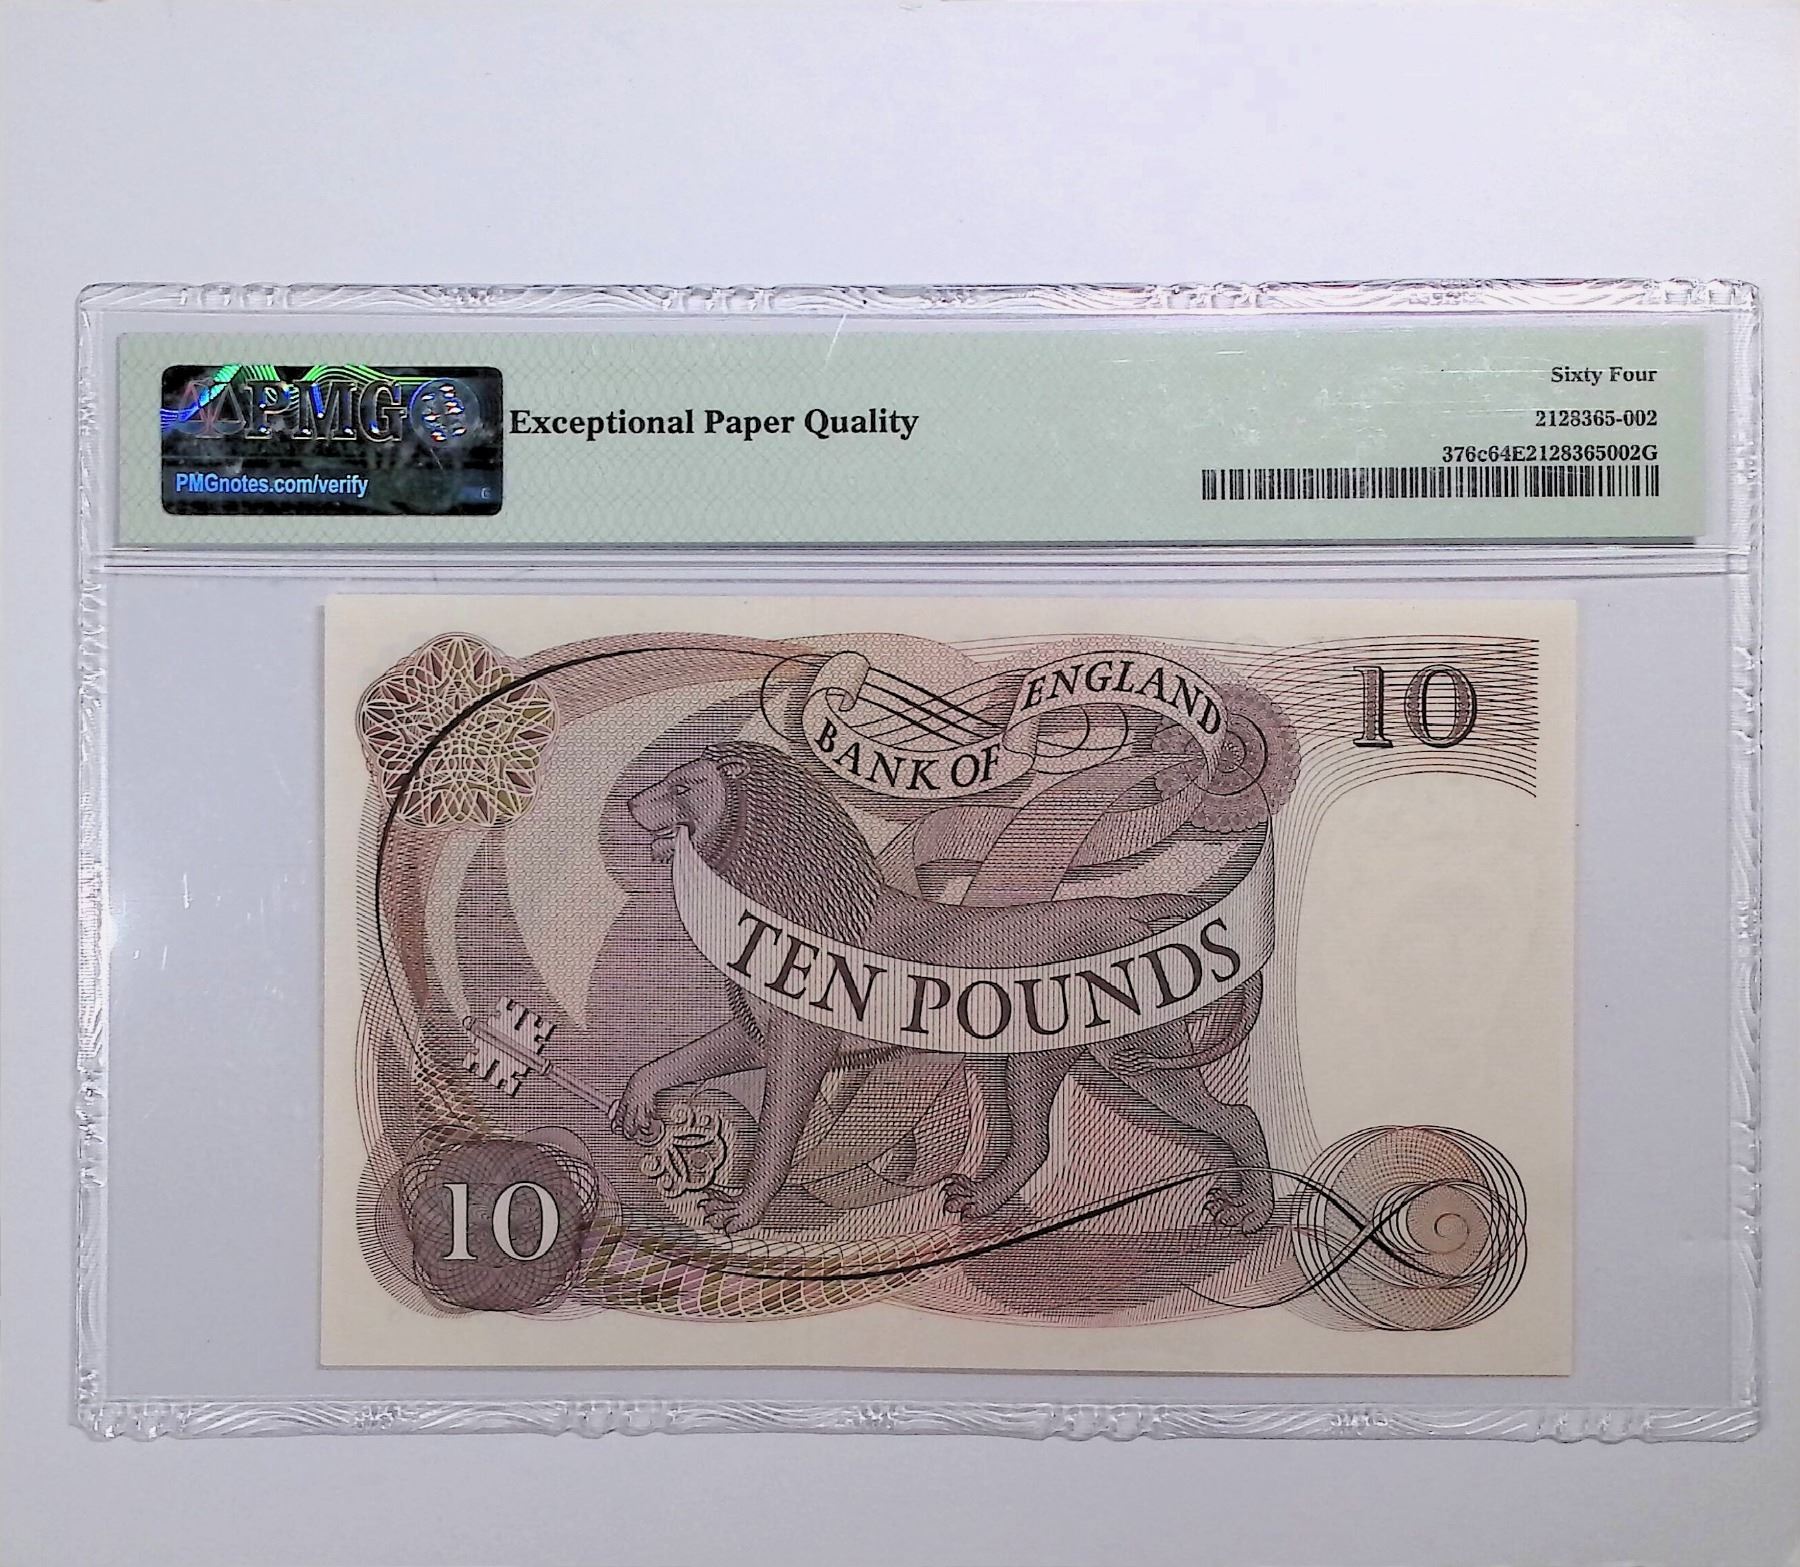 PMG
PMGnotes.com/verify
Exceptional Paper Quality
Sixty Four
2128365-002
376c64E2128365002G
BANK OF ENGLAND
10
TEN POUNDS
10